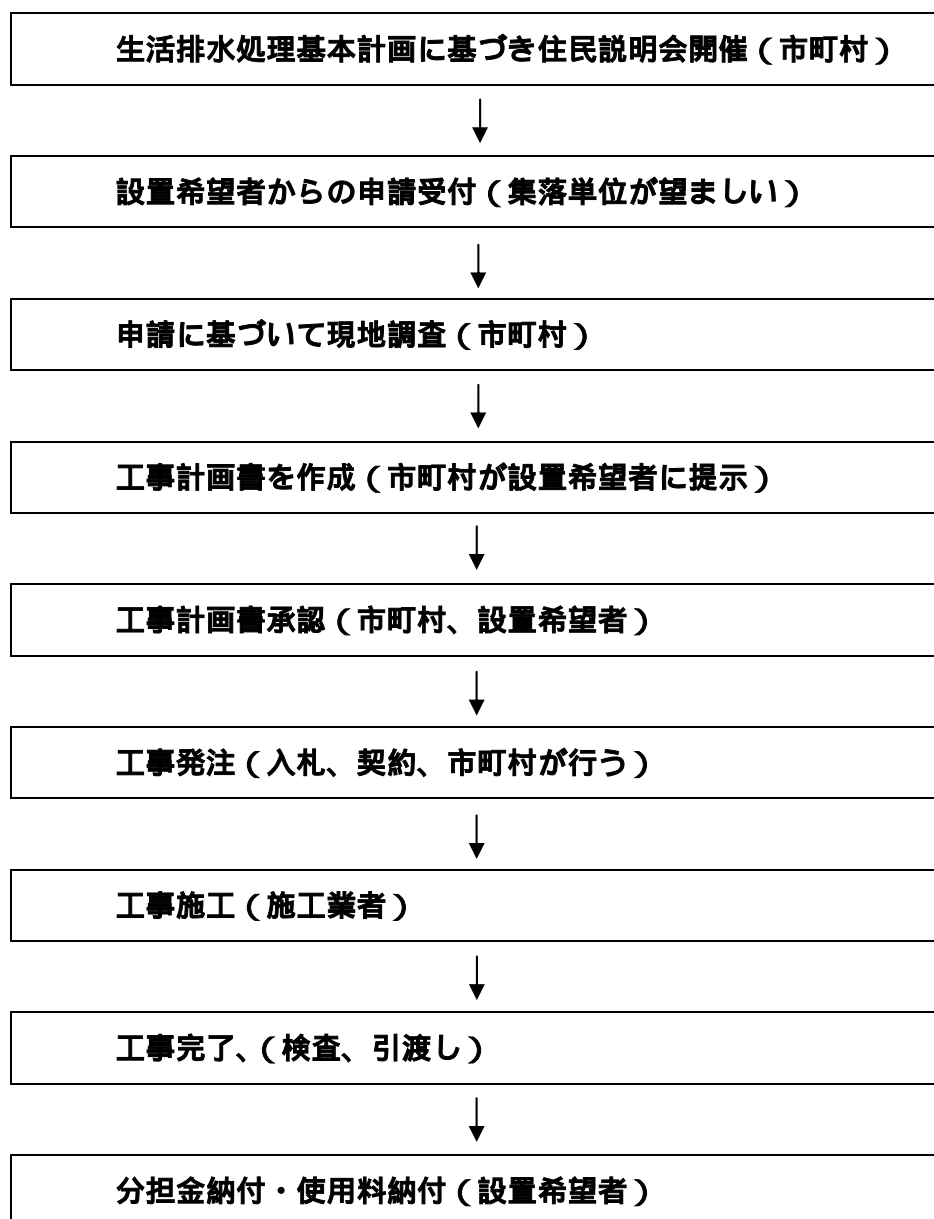 生活排水処理基本計画に基づき住民説明会開催（市町村）
設置希望者からの申請受付（集落単位が望ましい）
申請に基づいて現地調査（市町村）
工事計画書を作成（市町村が設置希望者に提示）
工事計画書承認（市町村、設置希望者）
工事発注（入札、契約、市町村が行う）
工事施工（施工業者）
工事完了、（検査、引渡し）
分担金納付・使用料納付（設置希望者）